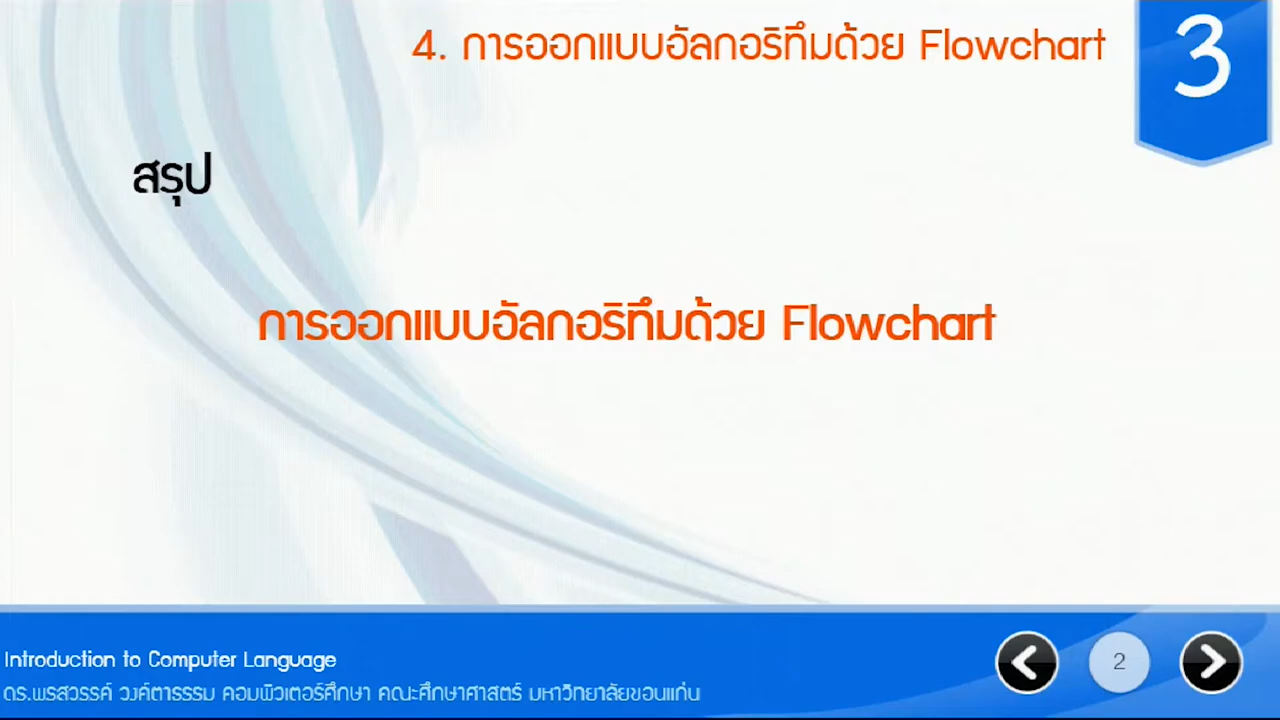 4. การออกแบบอัลกอริทึมด้วย Flowchart
3
สรุป
การออกแบบอัลกอริทึมด้วย Flowchart
Introduction to Computer Language
2
ดร.พรสวรรค์ วงค์ตาธรรม คอมพิวเตอร์ศึกษา คณะศึกษาศาสตร์ มหาวิทยาลัยขอนแก่น